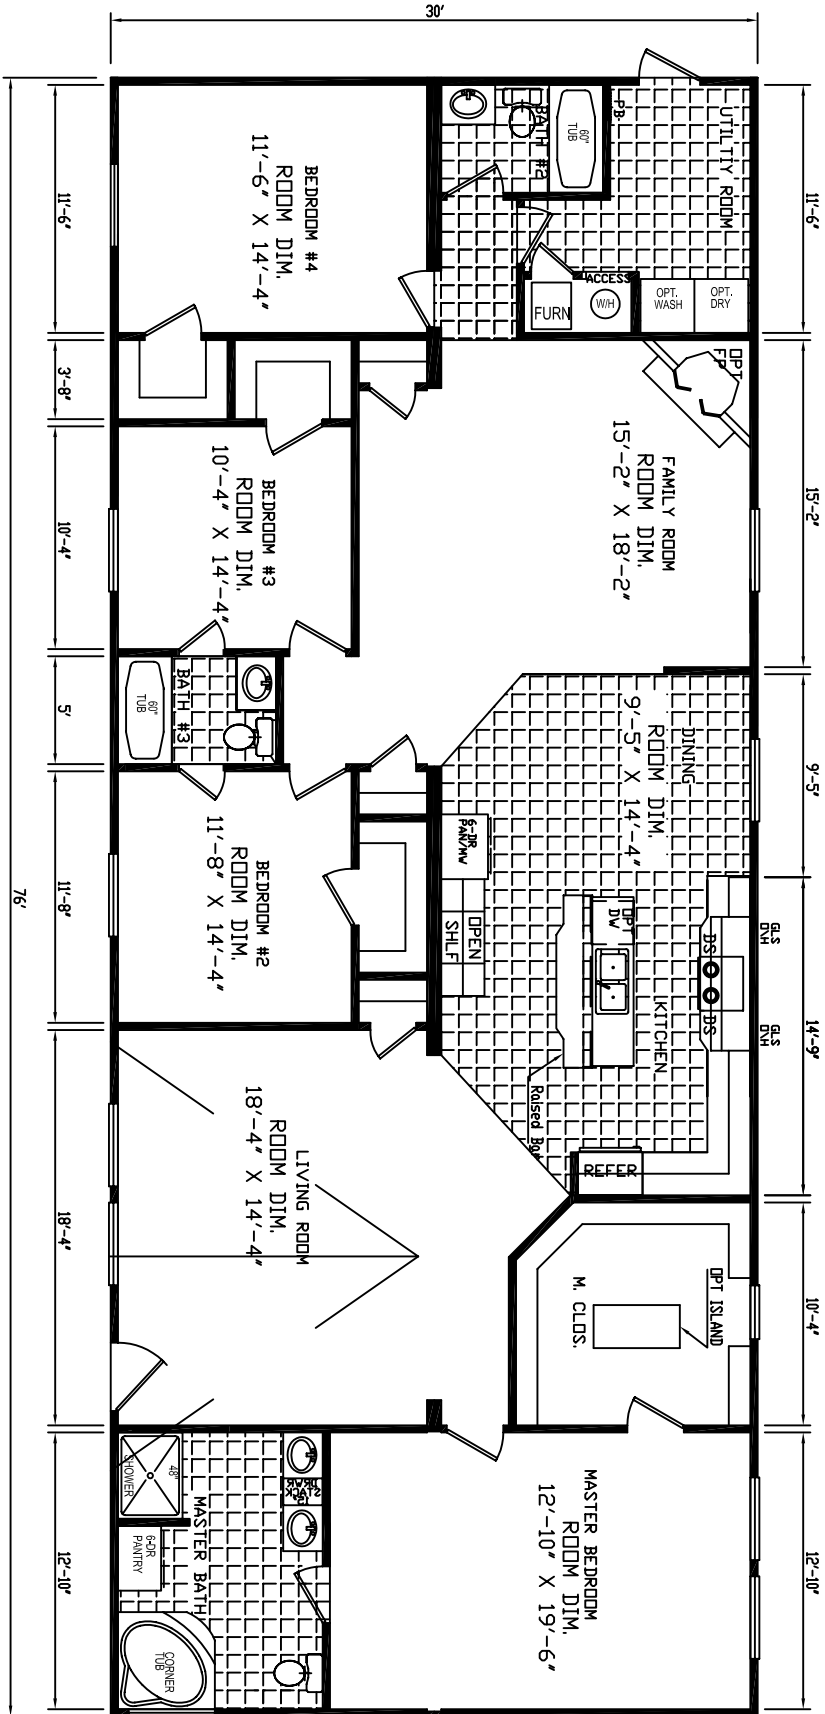 30'
76'
11'-6"
3'-8"
10'-4"
5'
11'-8"
18'-4"
12'-10"
11'-6"
15'-2"
9'-5"
14'-9"
10'-4"
12'-10"
BEDROOM #4
ROOM DIM.
11'-6" X 14'-4"
BATH #2
60"
TUB
PB
UTILTIY ROOM
ACCESS
FURN
W/H
OPT.
WASH
OPT.
DRY
OPT
FP
FAMILY ROOM
ROOM DIM.
15'-2" X 18'-2"
BEDROOM #3
ROOM DIM.
10'-4" X 14'-4"
BATH #3
60"
TUB
DINING
ROOM DIM.
9'-5" X 14'-4"
6-DR
PAN/MW
OPEN
SHLF
OPT
DW
DS
DS
GLS
O\H
GLS
O\H
KITCHEN
Raised Bar
REFER
BEDROOM #2
ROOM DIM.
11'-8" X 14'-4"
LIVING ROOM
ROOM DIM.
18'-4" X 14'-4"
OPT ISLAND
M. CLOS.
MASTER BEDROOM
ROOM DIM.
12'-10" X 19'-6"
MASTER BATH
48"
SHOWER
12"
STACK
DRWR
6-DR
PANTRY
CORNER
TUB